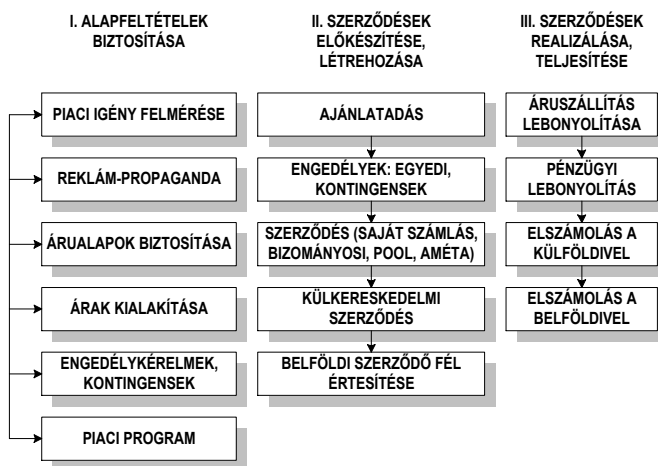 I. ALAPFELTÉTELEK
BIZTOSÍTÁSA
PIACI IGÉNY FELMÉRÉSE
REKLÁM-PROPAGANDA
ÁRUALAPOK BIZTOSÍTÁSA
ÁRAK KIALAKÍTÁSA
ENGEDÉLYKÉRELMEK,
KONTINGENSEK
PIACI PROGRAM
II. SZERZŐDÉSEK
ELŐKÉSZÍTÉSE,
LÉTREHOZÁSA
AJÁNLATADÁS
ENGEDÉLYEK: EGYEDI,
KONTINGENSEK
SZERZŐDÉS (SAJÁT SZÁMLÁS,
BIZOMÁNYOSI, POOL, AMÉTA)
KÜLKERESKEDELMI
SZERZŐDÉS
BELFÖLDI SZERZŐDŐ FÉL
ÉRTESÍTÉSE
III. SZERZŐDÉSEK
REALIZÁLÁSA,
TELJESÍTÉSE
ÁRUSZÁLLÍTÁS
LEBONYOLÍTÁSA
PÉNZÜGYI
LEBONYOLÍTÁS
ELSZÁMOLÁS A
KÜLFÖLDIVEL
ELSZÁMOLÁS A
BELFÖLDIVEL